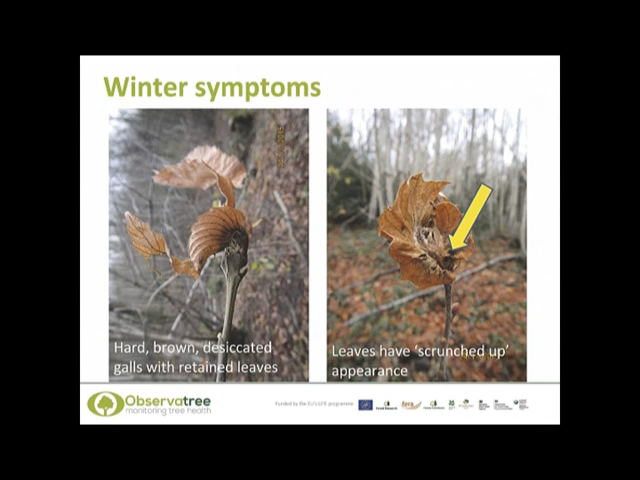 Winter symptoms
Hard, brown, desiccated
galls with retained leaves
Leaves have ‘scrunched up’
appearance
Observatree
monitoring tree health
Funded by the EU's LIFE programme